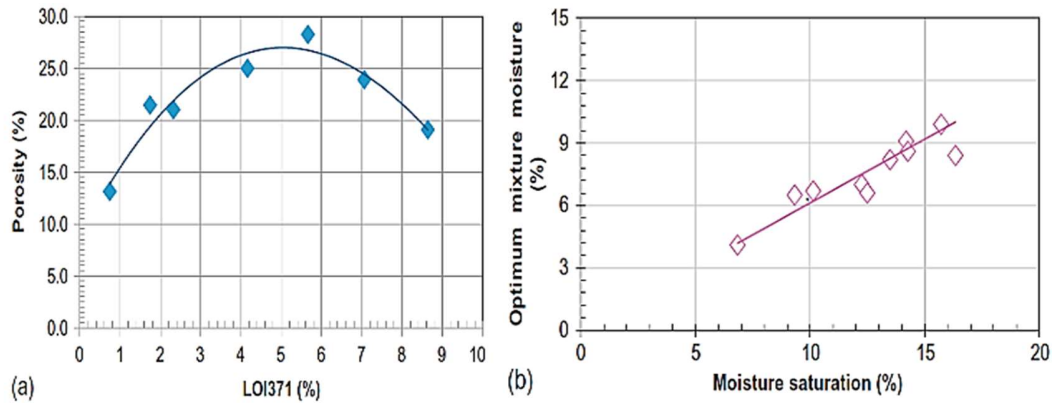 30.0
25.0
20.0
15.0
10.0
5.0
0.0
Porosity (%)
0 1 2 3 4 5 6 7 8 9 10
LOI371 (%)
(a)
15
12
9
6
3
0
Optimum mixture moisture
(%)
0 5 10 15 20
Moisture saturation (%)
(b)